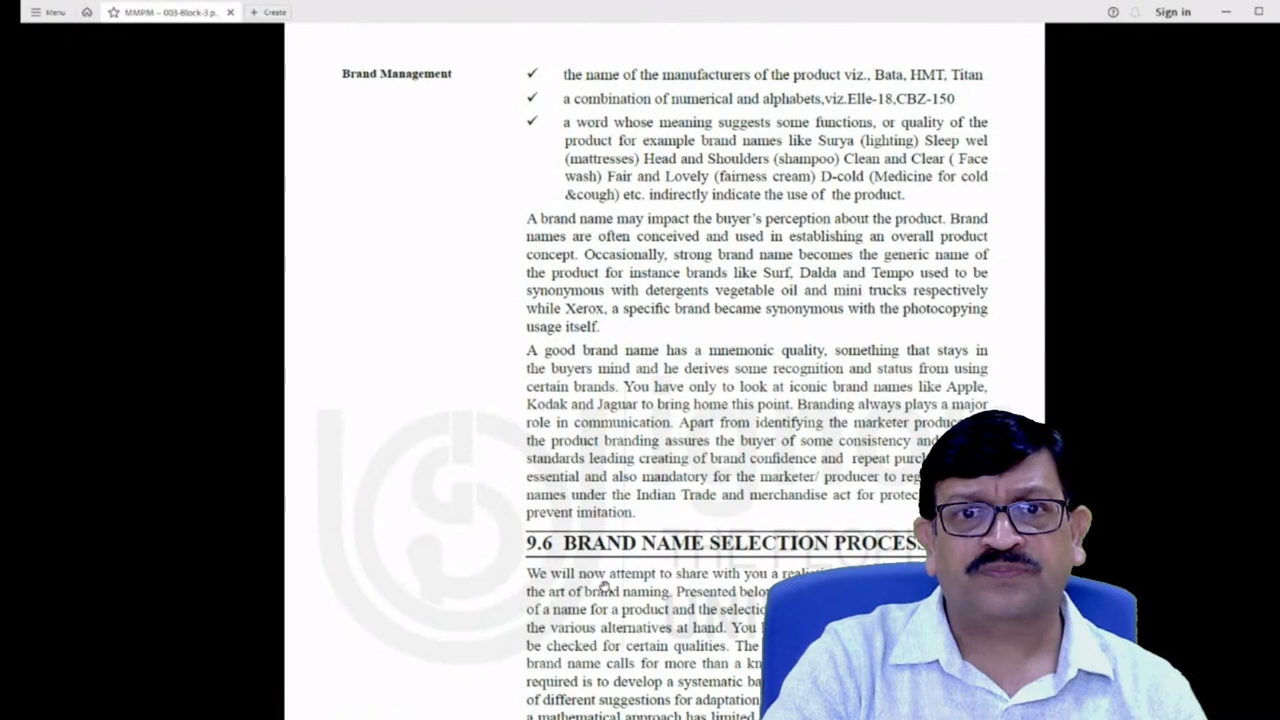 Menu
MMPM – 003-Block-3.p..
Create
Sign in
Brand Management
✓ the name of the manufacturers of the product viz., Bata, HMT, Titan
✓ a combination of numerical and alphabets,viz.Elle-18,CBZ-150
✓ a word whose meaning suggests some functions, or quality of the
product for example brand names like Surya (lighting) Sleep wel
(mattresses) Head and Shoulders (shampoo) Clean and Clear ( Face
wash) Fair and Lovely (fairness cream) D-cold (Medicine for cold
&cough) etc. indirectly indicate the use of the product.
A brand name may impact the buyer's perception about the product. Brand
names are often conceived and used in establishing an overall product
concept. Occasionally, strong brand name becomes the generic name of
the product for instance brands like Surf, Dalda and Tempo used to be
synonymous with detergents vegetable oil and mini trucks respectively
while Xerox, a specific brand became synonymous with the photocopying
usage itself.
A good brand name has a mnemonic quality, something that stays in
the buyers mind and he derives some recognition and status from using
certain brands. You have only to look at iconic brand names like Apple,
Kodak and Jaguar to bring home this point. Branding always plays a major
role in communication. Apart from identifying the marketer produc
the product branding assures the buyer of some consistency and
standards leading creating of brand confidence and repeat purc
essential and also mandatory for the marketer/ producer to reg
names under the Indian Trade and merchandise act for protec
prevent imitation.
9.6 BRAND NAME SELECTION PROCES
We will now attempt to share with you a reali
the art of brand naming. Presented belo
of a name for a product and the selectio
the various alternatives at hand. You
be checked for certain qualities. The
brand name calls for more than a kn
required is to develop a systematic ba
of different suggestions for adaptation
a mathematical approach has limited